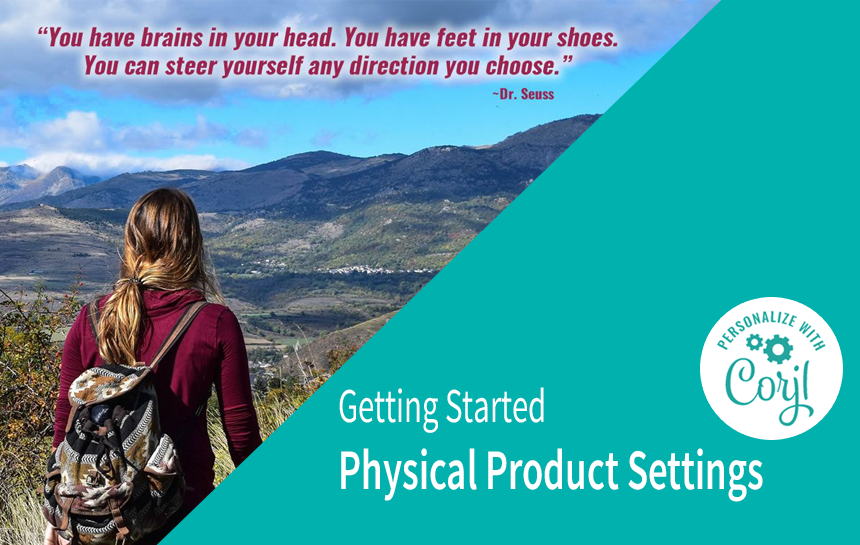 “You have brains in your head. You have feet in your shoes.
You can steer yourself any direction you choose.”
~Dr. Seuss
PERSONALIZE WITH
Corjl
Getting Started
Physical Product Settings